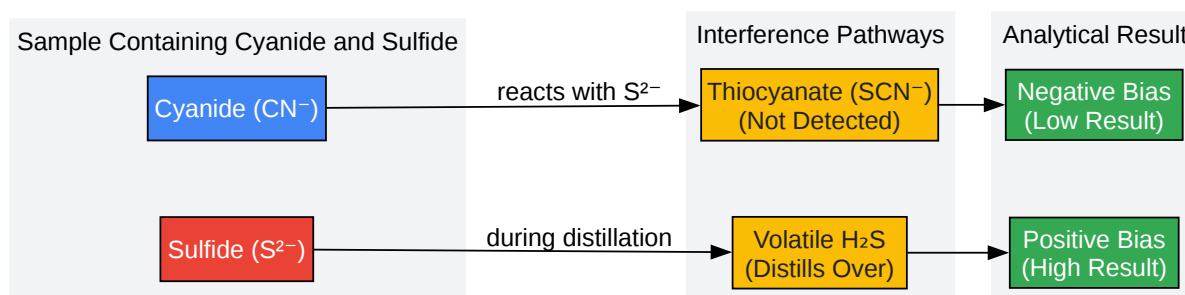 Sample Containing Cyanide and Sulfide
Interference Pathways
Analytical Result
Cyanide (CN⁻)
reacts with S²⁻
Thiocyanate (SCN⁻)
(Not Detected)
Negative Bias
(Low Result)
Sulfide (S²⁻)
during distillation
Volatile H₂S
(Distills Over)
Positive Bias
(High Result)